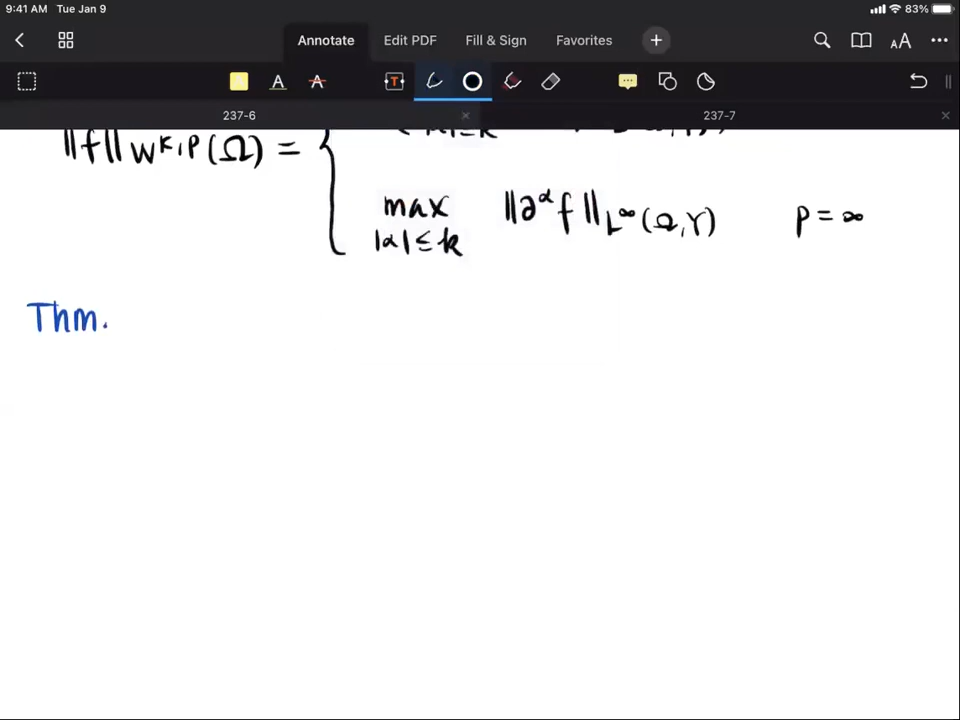 9:41 AM Tue Jan 9 83%
Annotate Edit PDF Fill & Sign Favorites
237-6 237-7
‖f‖ W^{k,p}(Ω) = {
max ‖∂^α f‖_{L^∞(Ω,Y)} p = ∞
|α| ≤ k
Thm.